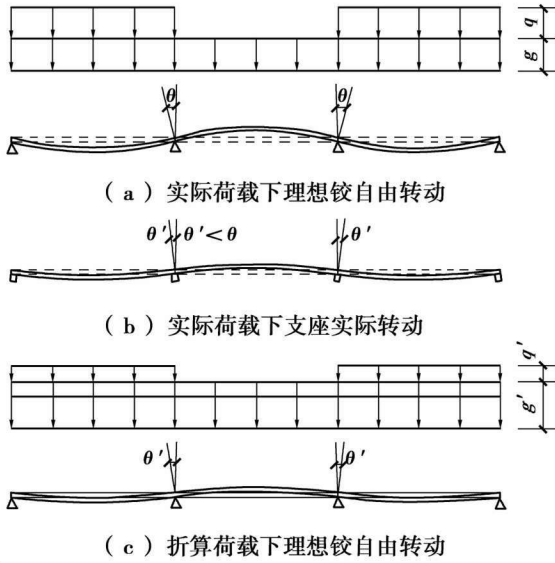 q
g
θ θ
（a）实际荷载下理想铰自由转动
θ′ θ′<θ θ′
（b）实际荷载下支座实际转动
q′
g′
θ′ θ′
（c）折算荷载下理想铰自由转动